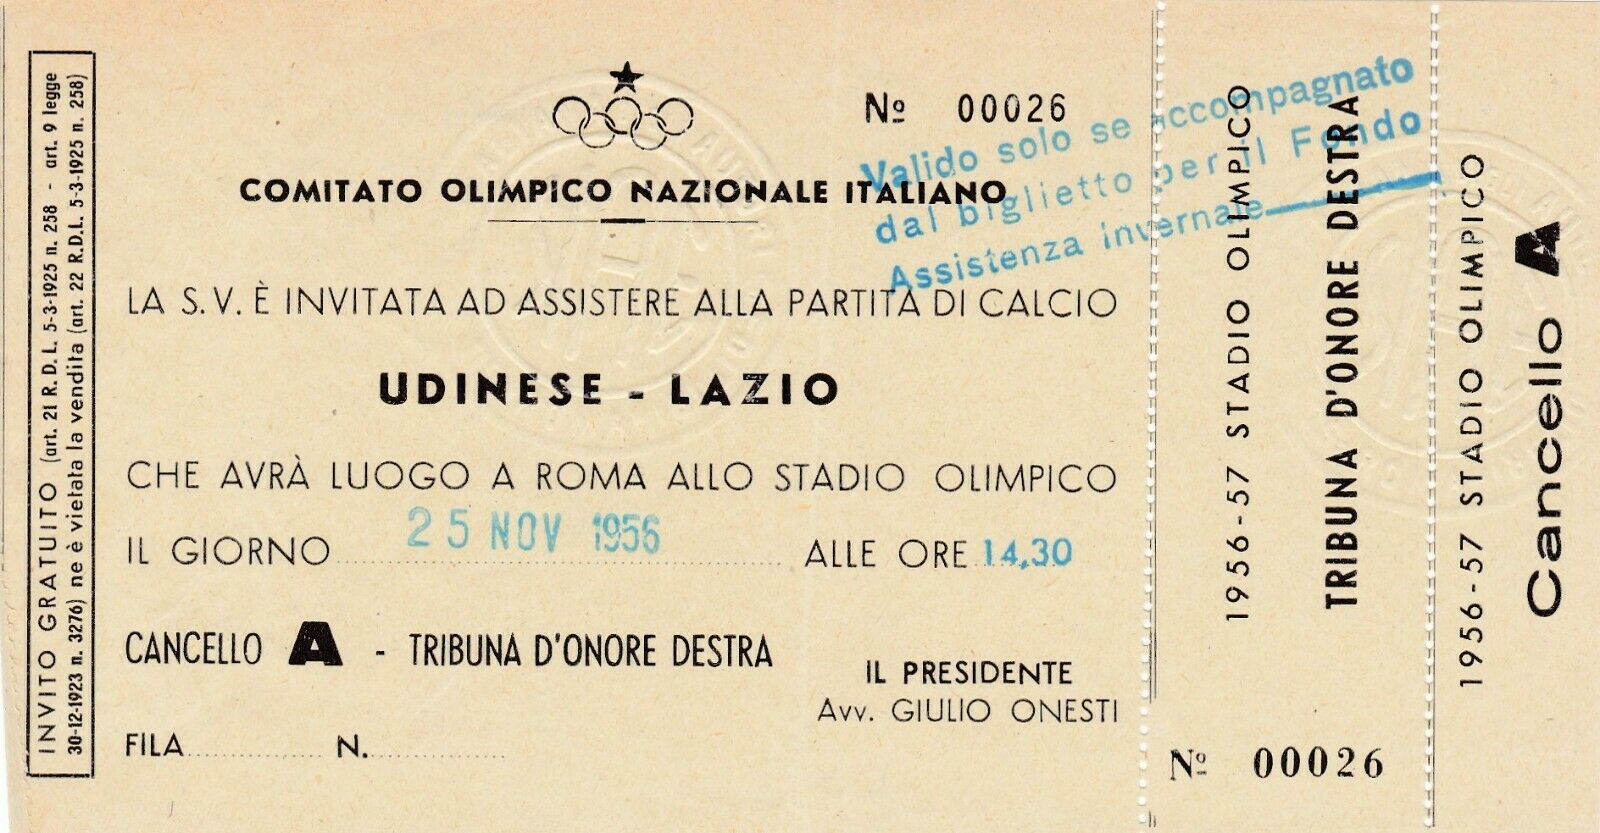 INVITO GRATUITO (art. 21 R. D. L. 5-3-1925 n. 258 - art. 9 legge
30-12-1923 n. 3276) ne è vietata la vendita (art. 22 R. D. L. 5-3-1925 n. 258)
Nº 00026
COMITATO OLIMPICO NAZIONALE ITALIANO
Valido solo se accompagnato
dal biglietto per il Fondo
Assistenza invernale
LA S. V. È INVITATA AD ASSISTERE ALLA PARTITA DI CALCIO
UDINESE - LAZIO
CHE AVRÀ LUOGO A ROMA ALLO STADIO OLIMPICO
IL GIORNO 25 NOV 1956 ALLE ORE 14,30
CANCELLO A - TRIBUNA D'ONORE DESTRA
IL PRESIDENTE
Avv. GIULIO ONESTI
FILA N.
1956-57 STADIO OLIMPICO
TRIBUNA D'ONORE DESTRA
Nº 00026
1956-57 STADIO OLIMPICO
Cancello A